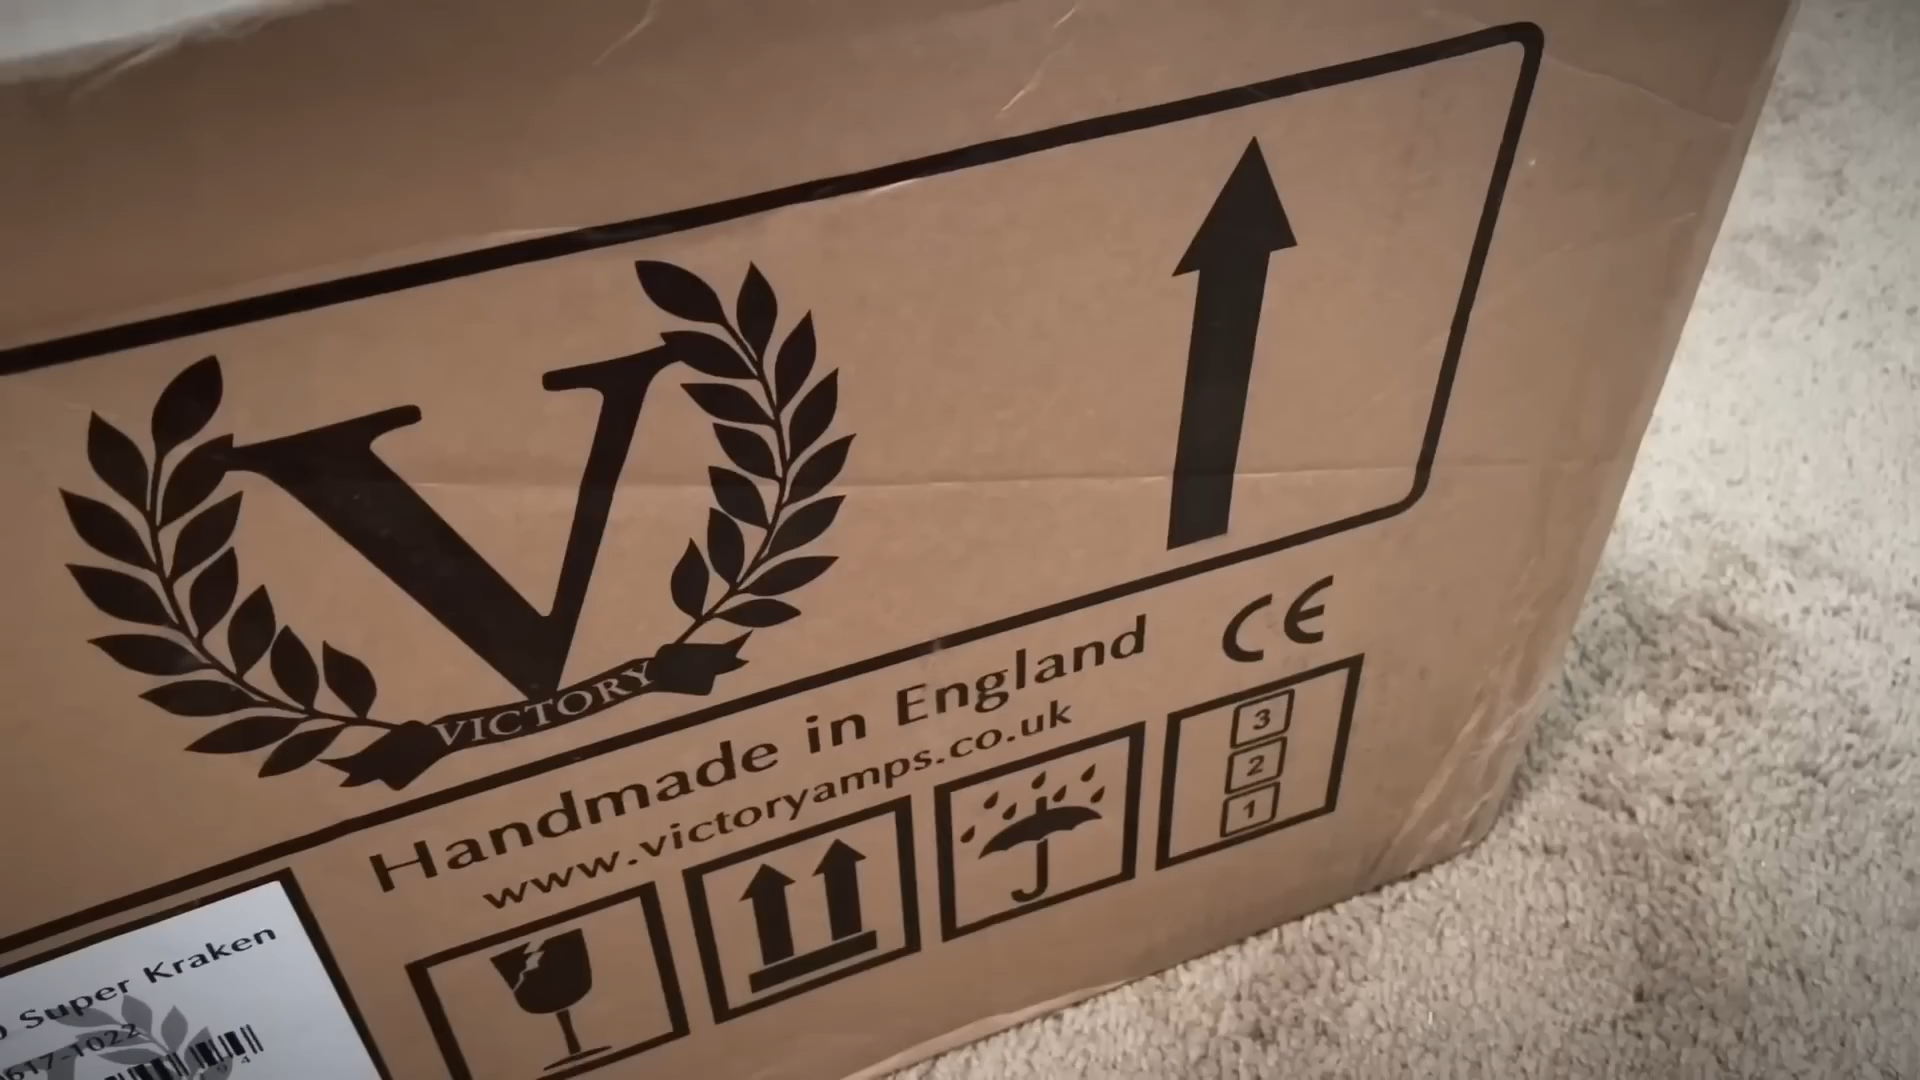 V
VICTORY
Handmade in England
CE
www.victoryamps.co.uk
3
2
1
Super Kraken